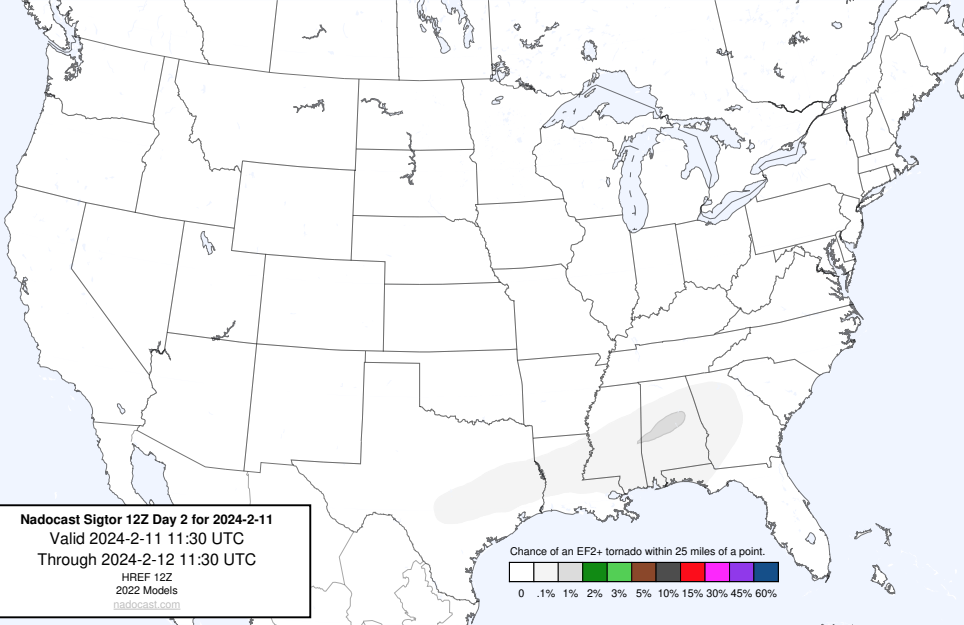 Nadocast Sigtor 12Z Day 2 for 2024-2-11
Valid 2024-2-11 11:30 UTC
Through 2024-2-12 11:30 UTC
HREF 12Z
2022 Models
nadocast.com
Chance of an EF2+ tornado within 25 miles of a point.
0 .1% 1% 2% 3% 5% 10% 15% 30% 45% 60%